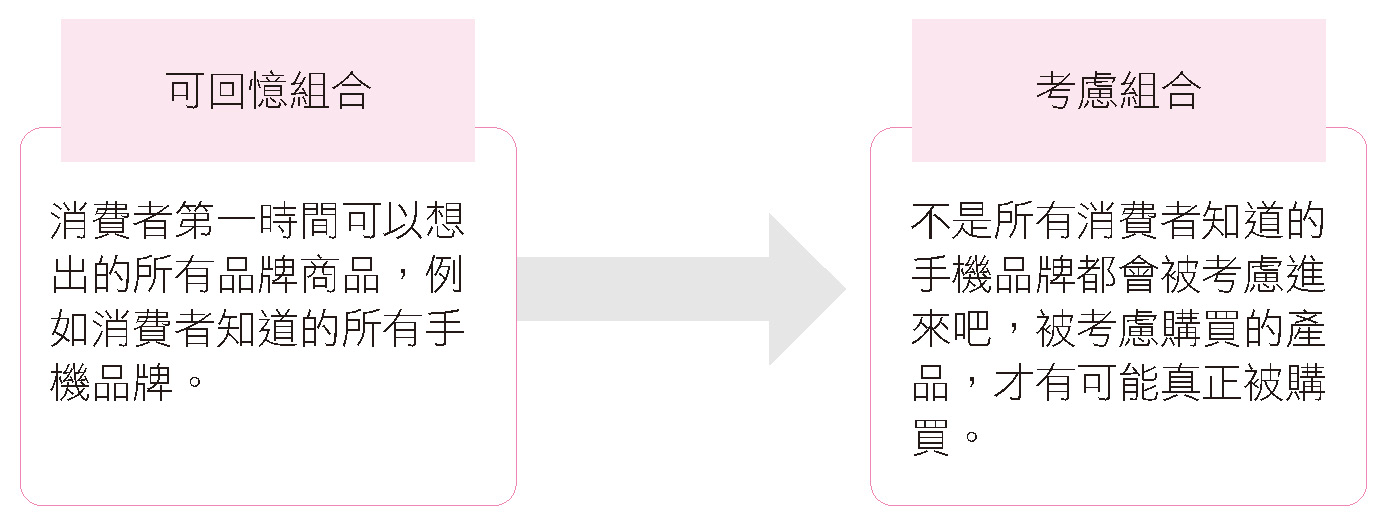 可回憶組合
消費者第一時間可以想
出的所有品牌商品，例
如消費者知道的所有手
機品牌。
考慮組合
不是所有消費者知道的
手機品牌都會被考慮進
來吧，被考慮購買的產
品，才有可能真正被購
買。